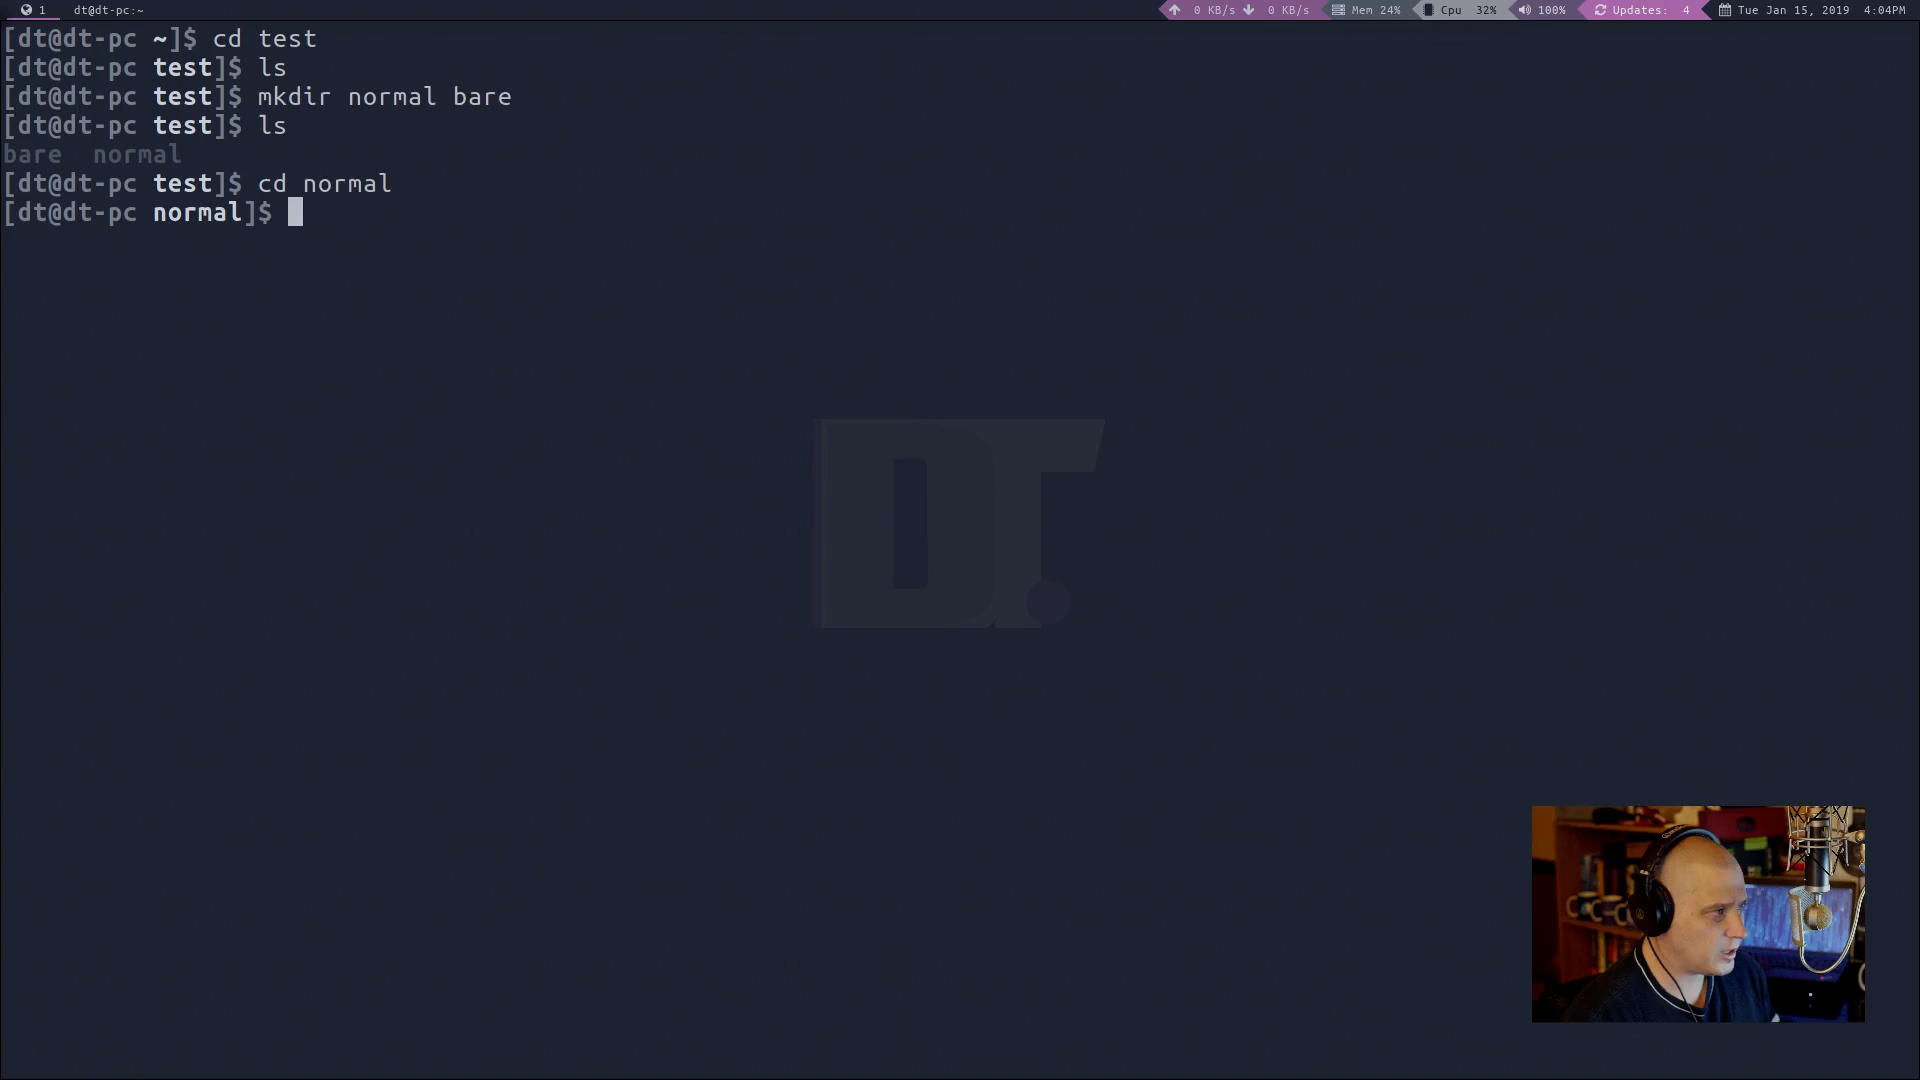 1 dt@dt-pc:~ 0 KB/s 0 KB/s Mem 24% Cpu 32% 100% Updates: 4 Tue Jan 15, 2019 4:04PM
[dt@dt-pc ~]$ cd test
[dt@dt-pc test]$ ls
[dt@dt-pc test]$ mkdir normal bare
[dt@dt-pc test]$ ls
bare  normal
[dt@dt-pc test]$ cd normal
[dt@dt-pc normal]$
DT.